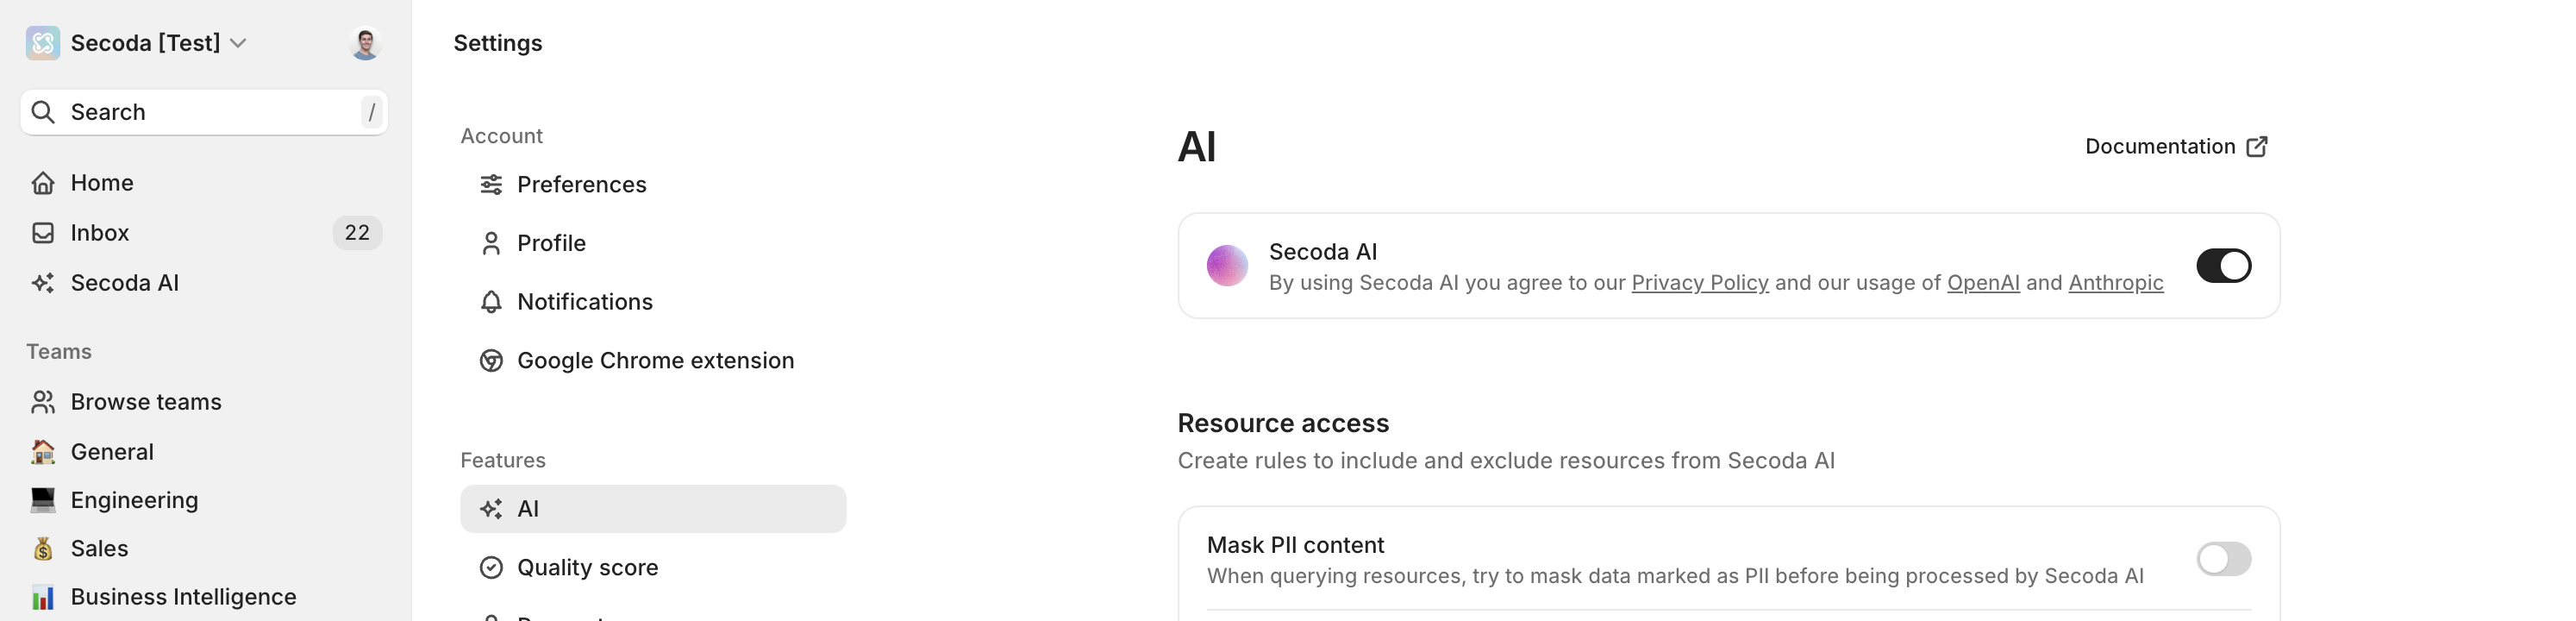 Secoda [Test]
Search
/
Home
Inbox
22
Secoda AI
Teams
Browse teams
General
Engineering
Sales
Business Intelligence
Settings
Account
Preferences
Profile
Notifications
Google Chrome extension
Features
AI
Quality score
AI
Documentation
Secoda AI
By using Secoda AI you agree to our Privacy Policy and our usage of OpenAI and Anthropic
Resource access
Create rules to include and exclude resources from Secoda AI
Mask PII content
When querying resources, try to mask data marked as PII before being processed by Secoda AI